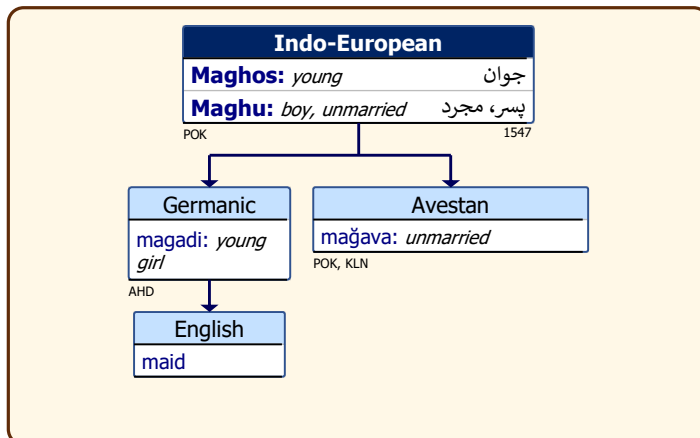 Indo-European
Maghos: young جوان
Maghu: boy, unmarried پسر، مجرد
POK 1547
Germanic Avestan
magadi: young mağava: unmarried
girl
POK, KLN
AHD
English
maid